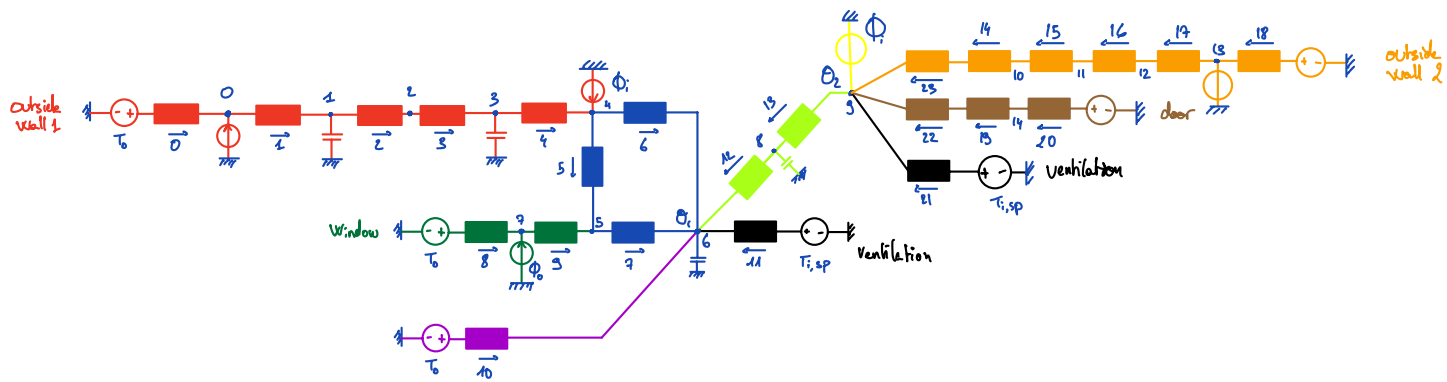 Φi
14 15 16 17 13 18
θ2
outside
wall 2
9 23 10 11 12
outside
wall 1
0 1 2 3 Φi 4
T0 0 1 2 3 4 6
13
8
12
14
22 19 14 20
door
5
21
Ti,sp
ventilation
window
T0 8 7 9 5 7 θ1 6
Φo
11 Ti,sp
ventilation
T0 10